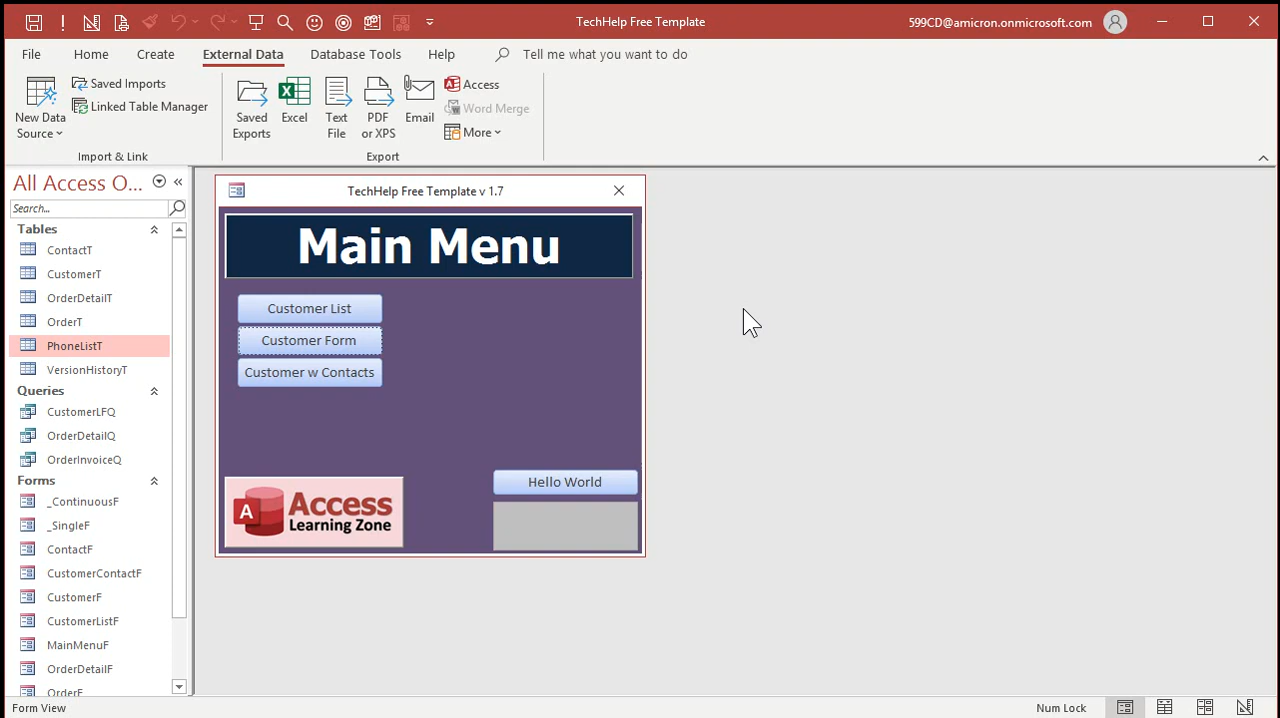 TechHelp Free Template
599CD@amicron.onmicrosoft.com
File
Home
Create
External Data
Database Tools
Help
Tell me what you want to do
New Data
Source
Saved Imports
Linked Table Manager
Import & Link
Saved
Exports
Excel
Text
File
PDF
or XPS
Email
Access
Word Merge
More
Export
All Access O...
Search...
Tables
ContactT
CustomerT
OrderDetailT
OrderT
PhoneListT
VersionHistoryT
Queries
CustomerLFQ
OrderDetailQ
OrderInvoiceQ
Forms
_ContinuousF
_SingleF
ContactF
CustomerContactF
CustomerF
CustomerListF
MainMenuF
OrderDetailF
OrderF
TechHelp Free Template v 1.7
Main Menu
Customer List
Customer Form
Customer w Contacts
Hello World
A
Access
Learning Zone
Form View
Num Lock